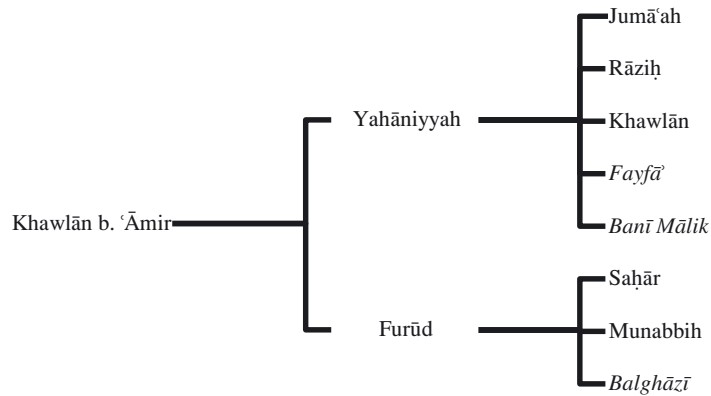 Jumāʿah
Rāziḥ
Yahāniyyah
Khawlān
Fayfāʾ
Khawlān b. ʿĀmir
Banī Mālik
Saḥār
Furūd
Munabbih
Balghāzī